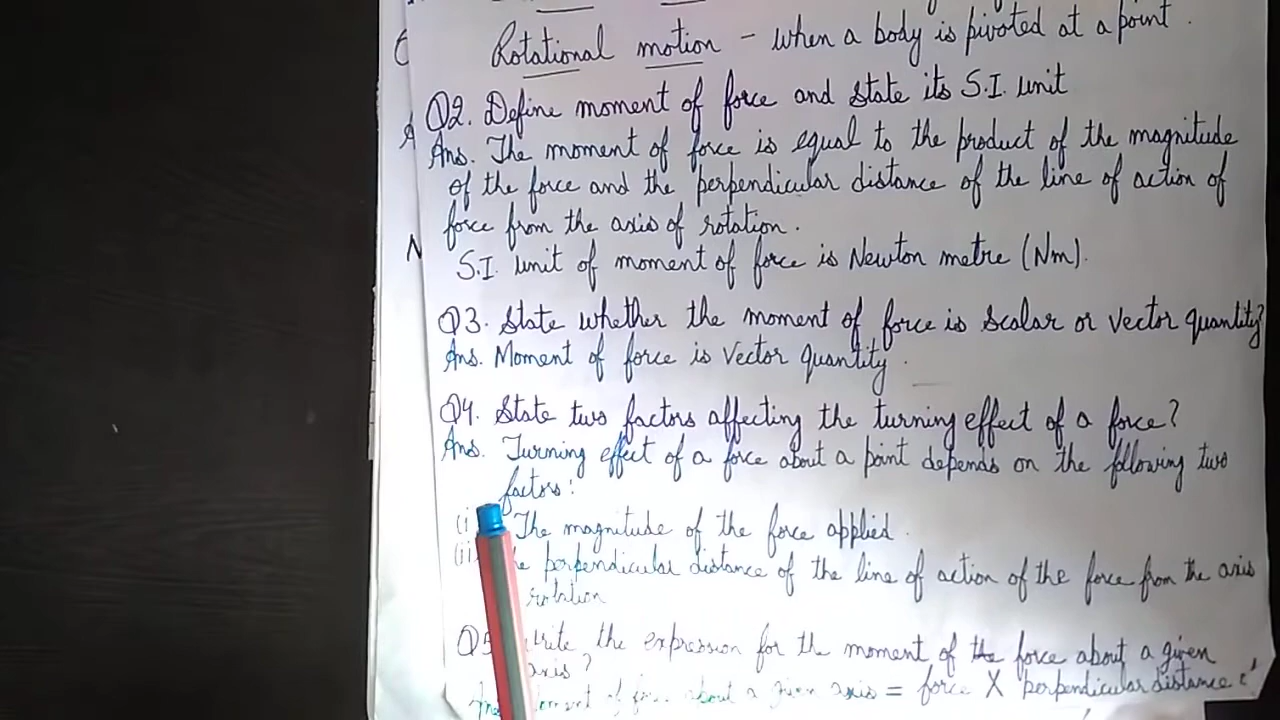 Rotational motion - when a body is pivoted at a point.
Q2. Define moment of force and state its S.I. unit
Ans. The moment of force is equal to the product of the magnitude
of the force and the perpendicular distance of the line of action of
force from the axis of rotation.
S.I. unit of moment of force is Newton metre (Nm).
Q3. State whether the moment of force is scalar or vector quantity?
Ans. Moment of force is Vector quantity.
Q4. State two factors affecting the turning effect of a force?
Ans. Turning effect of a force about a point depends on the following two
factors:
(i) The magnitude of the force applied.
(ii) perpendicular distance of the line of action of the force from the axis
rotation
Q5 write the expression for the moment of the force about a given
axis?
Ans Moment of force about a given axis = force X perpendicular distance